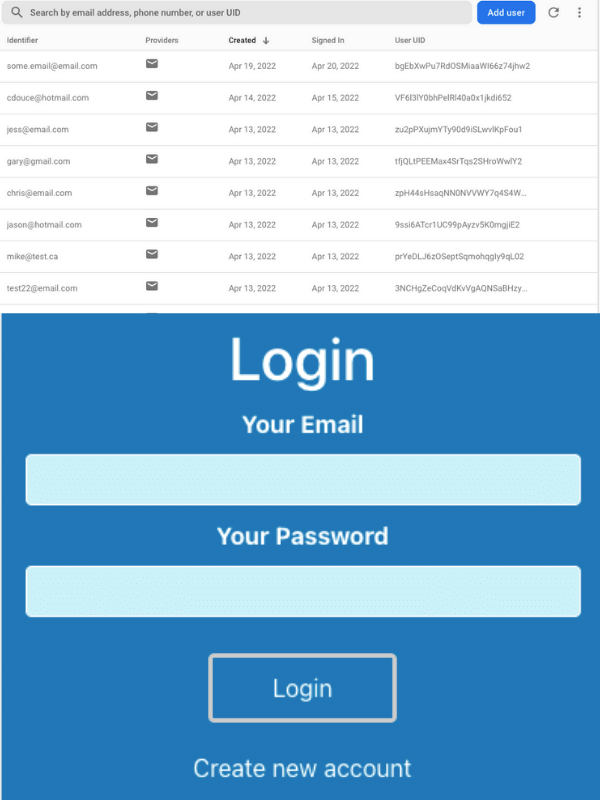 Search by email address, phone number, or user UID Add user
Identifier Providers Created Signed In User UID
some.email@email.com Apr 19, 2022 Apr 20, 2022 bgEbXwPu7RdOSMiaaWI66z74jhw2
cdouce@hotmail.com Apr 14, 2022 Apr 15, 2022 VF6l3lY0bhPelRl40a0x1jkdi652
jess@email.com Apr 13, 2022 Apr 13, 2022 zu2pPXujmYTy90d9iSLwvlKpFou1
gary@gmail.com Apr 13, 2022 Apr 13, 2022 tfjQLtPEEMax4SrTqs2SHroWwlY2
chris@email.com Apr 13, 2022 Apr 13, 2022 zpH44sHsaqNN0NVVWY7q4S4W...
jason@hotmail.com Apr 13, 2022 Apr 13, 2022 9ssi6ATcr1UC99pAyzv5K0mgjiE2
mike@test.ca Apr 13, 2022 Apr 13, 2022 prYeDLJ6zOSeptSqmohqgIy9qL02
test22@email.com Apr 13, 2022 Apr 13, 2022 3NCHgZeCoqVdKvVgAQNSaBHzy...
Login
Your Email
Your Password
Login
Create new account